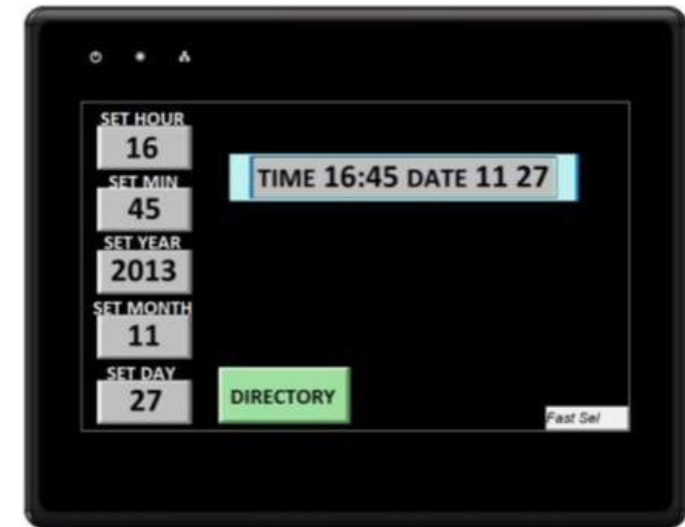 SET HOUR
16
TIME 16:45 DATE 11 27
SET MIN
45
SET YEAR
2013
SET MONTH
11
SET DAY
27
DIRECTORY
Fast Sel